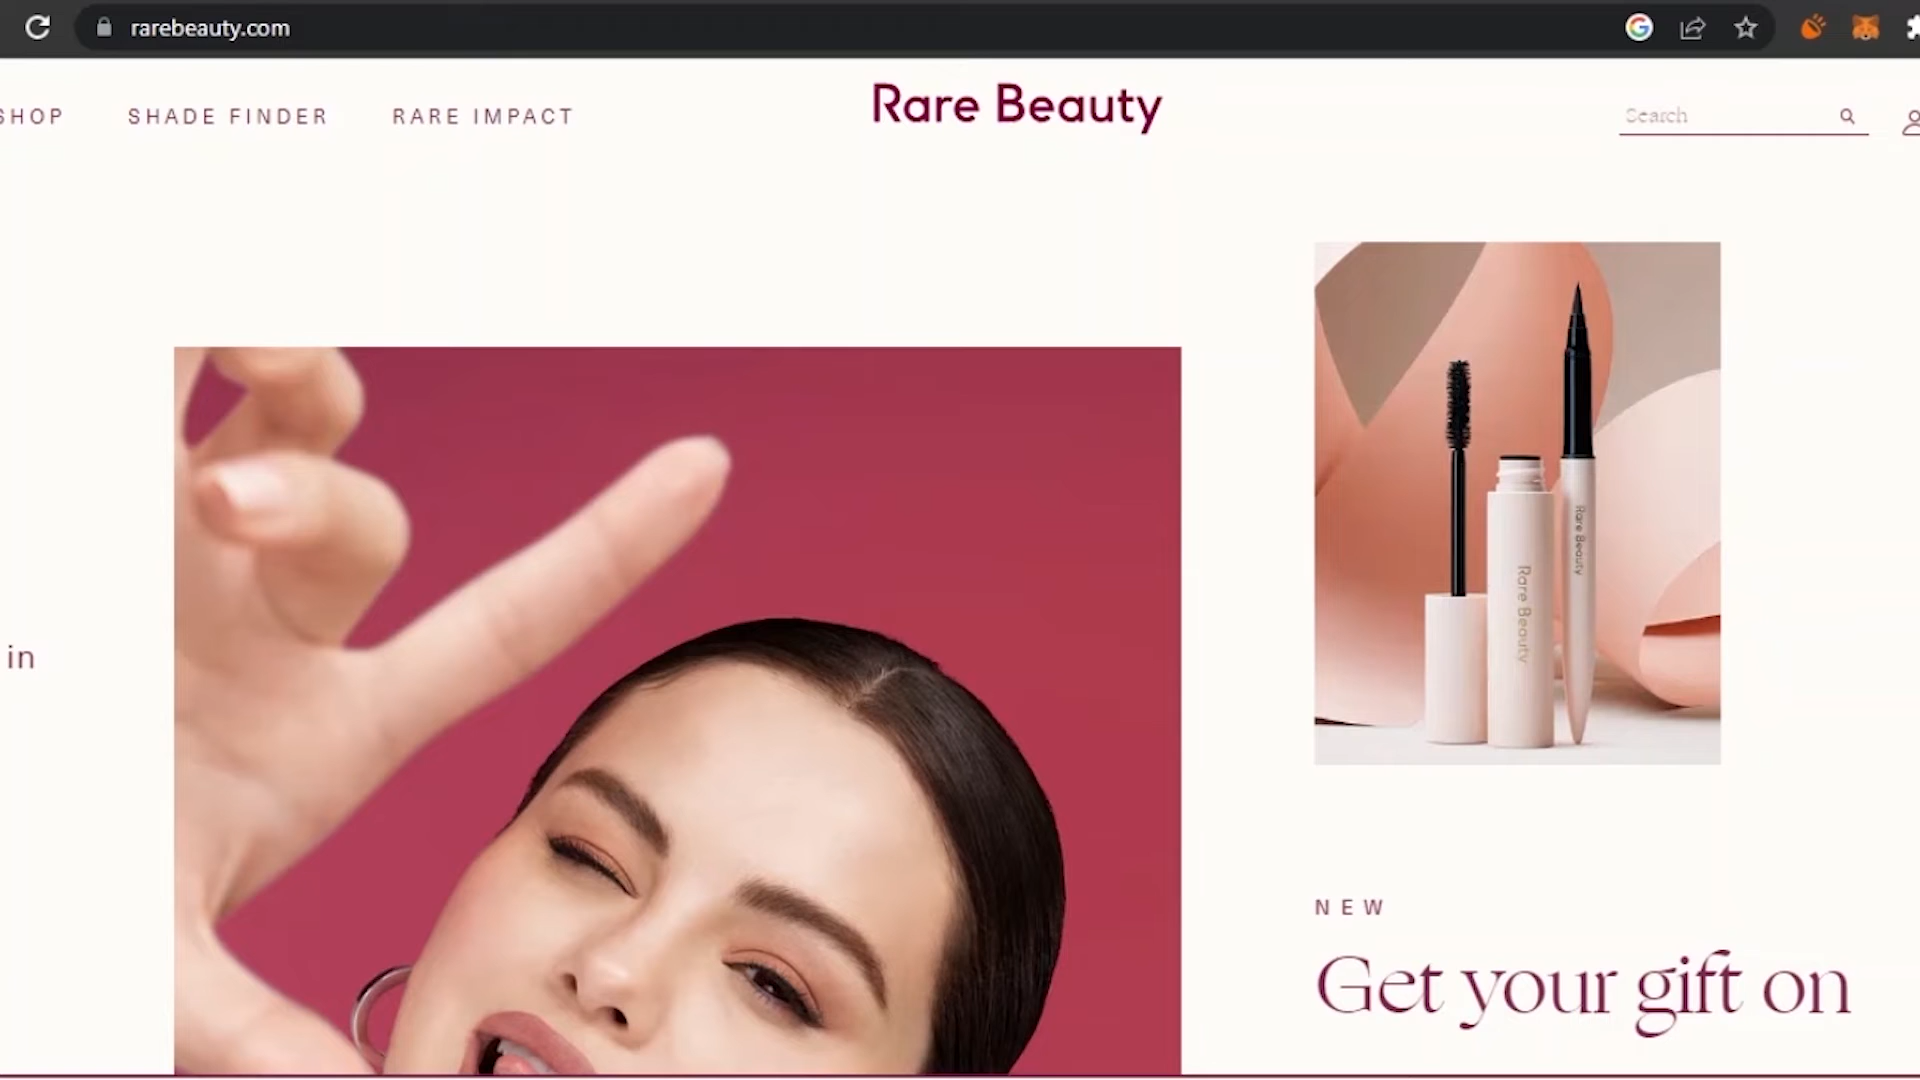 rarebeauty.com
SHOP
SHADE FINDER
RARE IMPACT
Rare Beauty
Search
in
Rare Beauty
Rare Beauty
NEW
Get your gift on